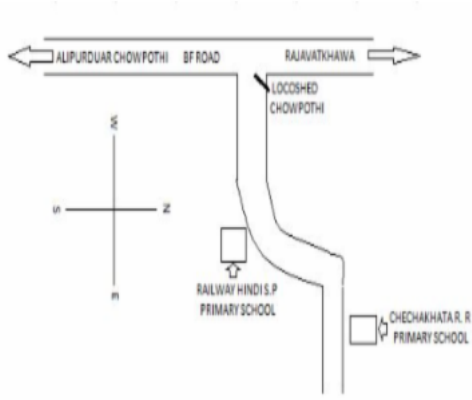 ALIPURDUAR CHOWPOTHI BF ROAD RAJAVATKHAWA
LOCOSHED
CHOWPOTHI
W
S N
E
RAILWAY HINDI S.P
PRIMARY SCHOOL
CHECHAKHATA R. R
PRIMARY SCHOOL